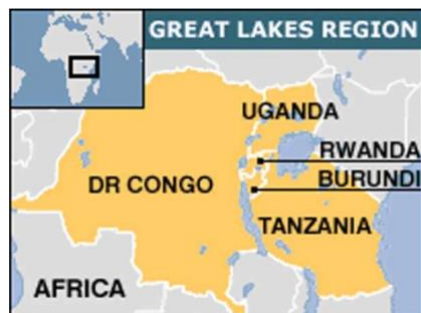 GREAT LAKES REGION
UGANDA
RWANDA
BURUNDI
DR CONGO
TANZANIA
AFRICA